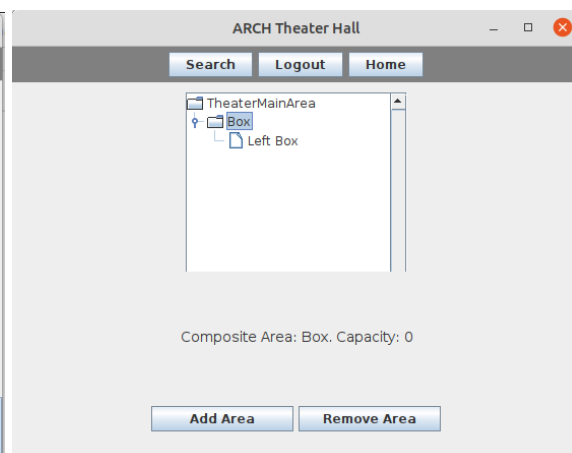 ARCH Theater Hall
Search Logout Home
TheaterMainArea
Box
Left Box
Composite Area: Box. Capacity: 0
Add Area Remove Area